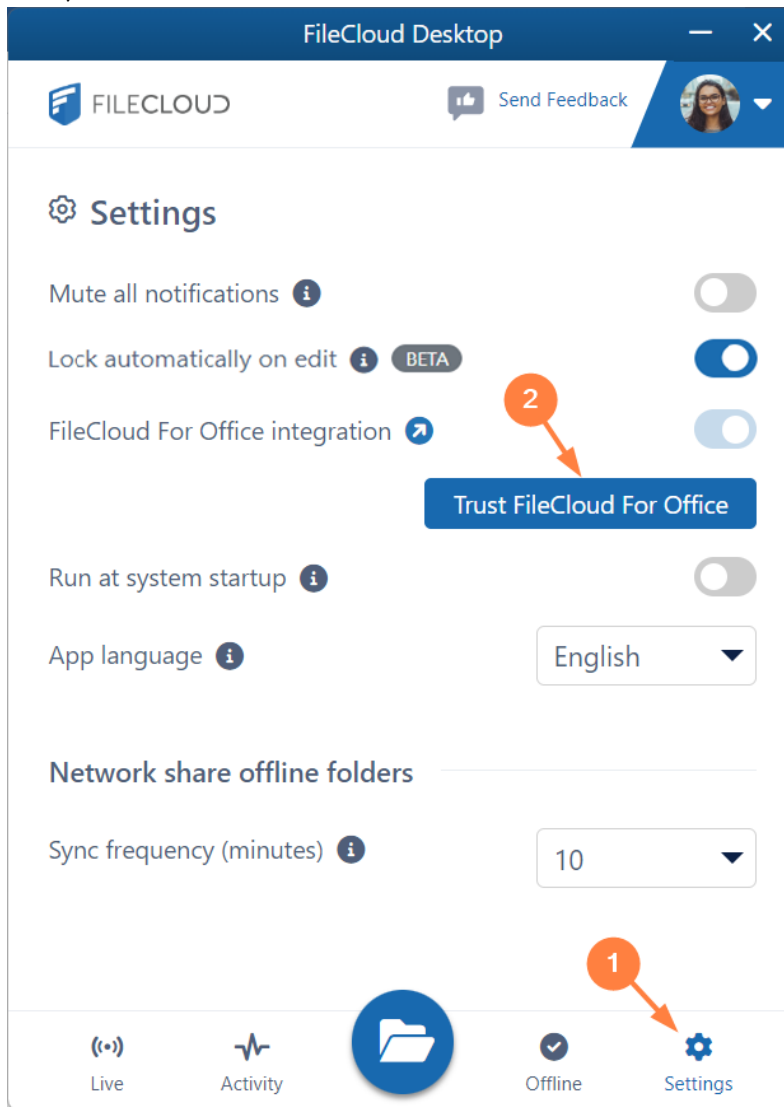 FileCloud Desktop
FILECLOUD
Send Feedback
Settings
Mute all notifications
Lock automatically on edit BETA
2
FileCloud For Office integration
Trust FileCloud For Office
Run at system startup
App language English
Network share offline folders
Sync frequency (minutes) 10
1
Live Activity Offline Settings